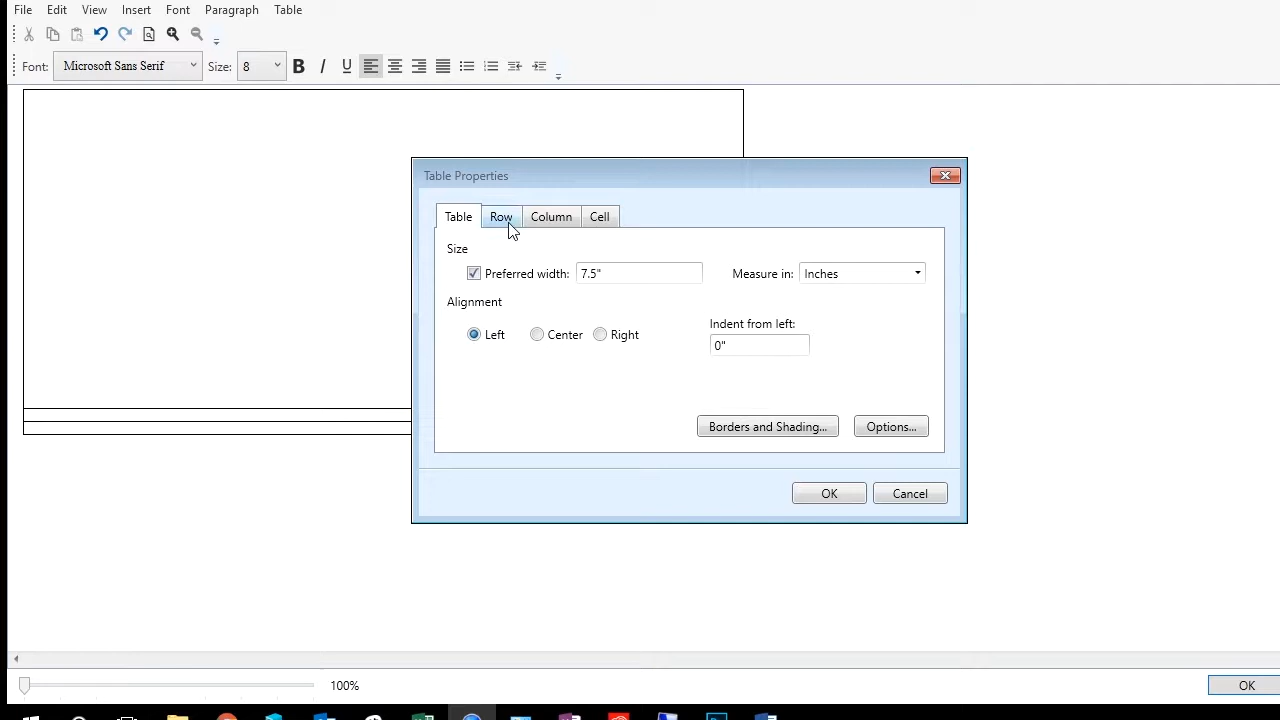 File Edit View Insert Font Paragraph Table
Font: Microsoft Sans Serif Size: 8 B I U
Table Properties
Table Row Column Cell
Size
Preferred width: 7.5" Measure in: Inches
Alignment
Left Center Right
Indent from left:
0"
Borders and Shading... Options...
OK Cancel
100% OK